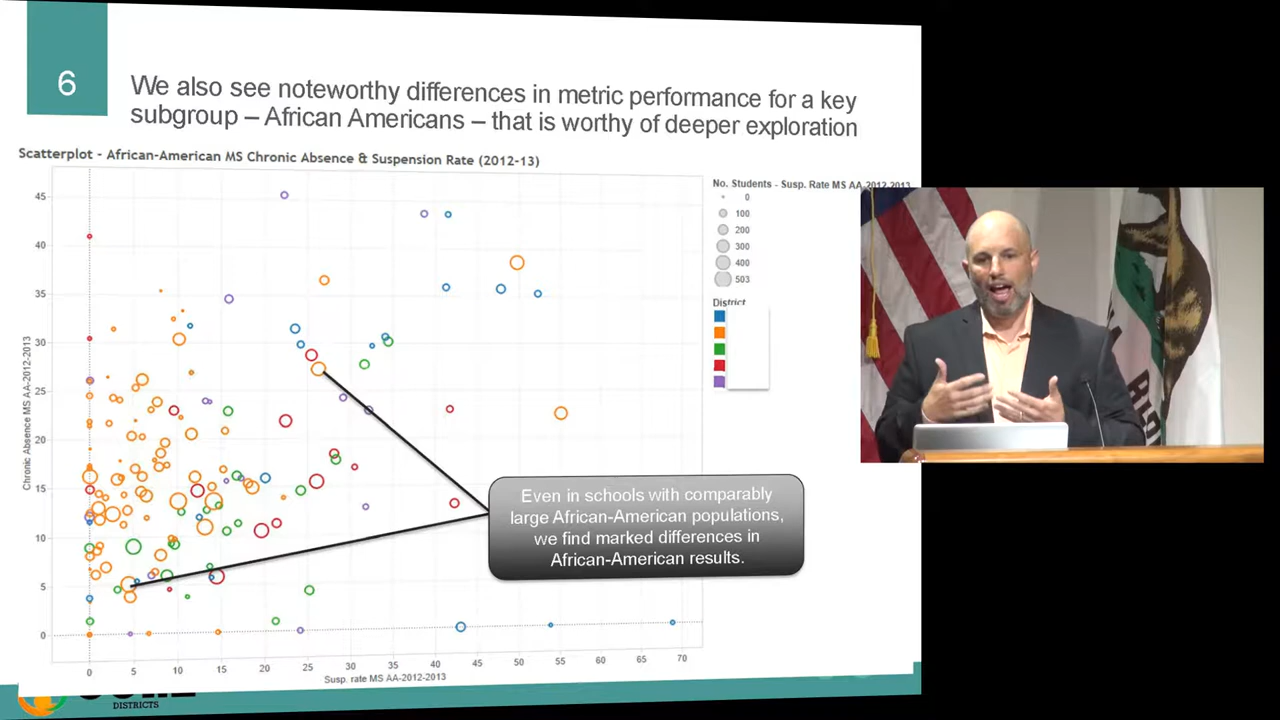 6
We also see noteworthy differences in metric performance for a key
subgroup – African Americans – that is worthy of deeper exploration
Scatterplot - African-American MS Chronic Absence & Suspension Rate (2012-13)
No. Students - Susp. Rate MS AA-2012-2013
0
100
200
300
400
503
District
Chronic Absence MS AA-2012-2013
45
40
35
30
25
20
15
10
5
0
Even in schools with comparably
large African-American populations,
we find marked differences in
African-American results.
0 5 10 15 20 25 30 35 40 45 50 55 60 65 70
Susp. rate MS AA-2012-2013
DISTRICTS